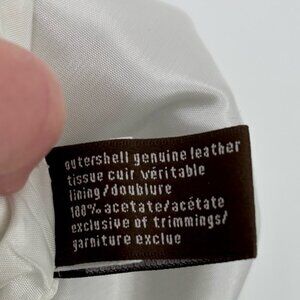 outershell genuine leather
tissue cuir véritable
lining/doublure
100% acetate/acétate
exclusive of trimmings/
garniture exclue